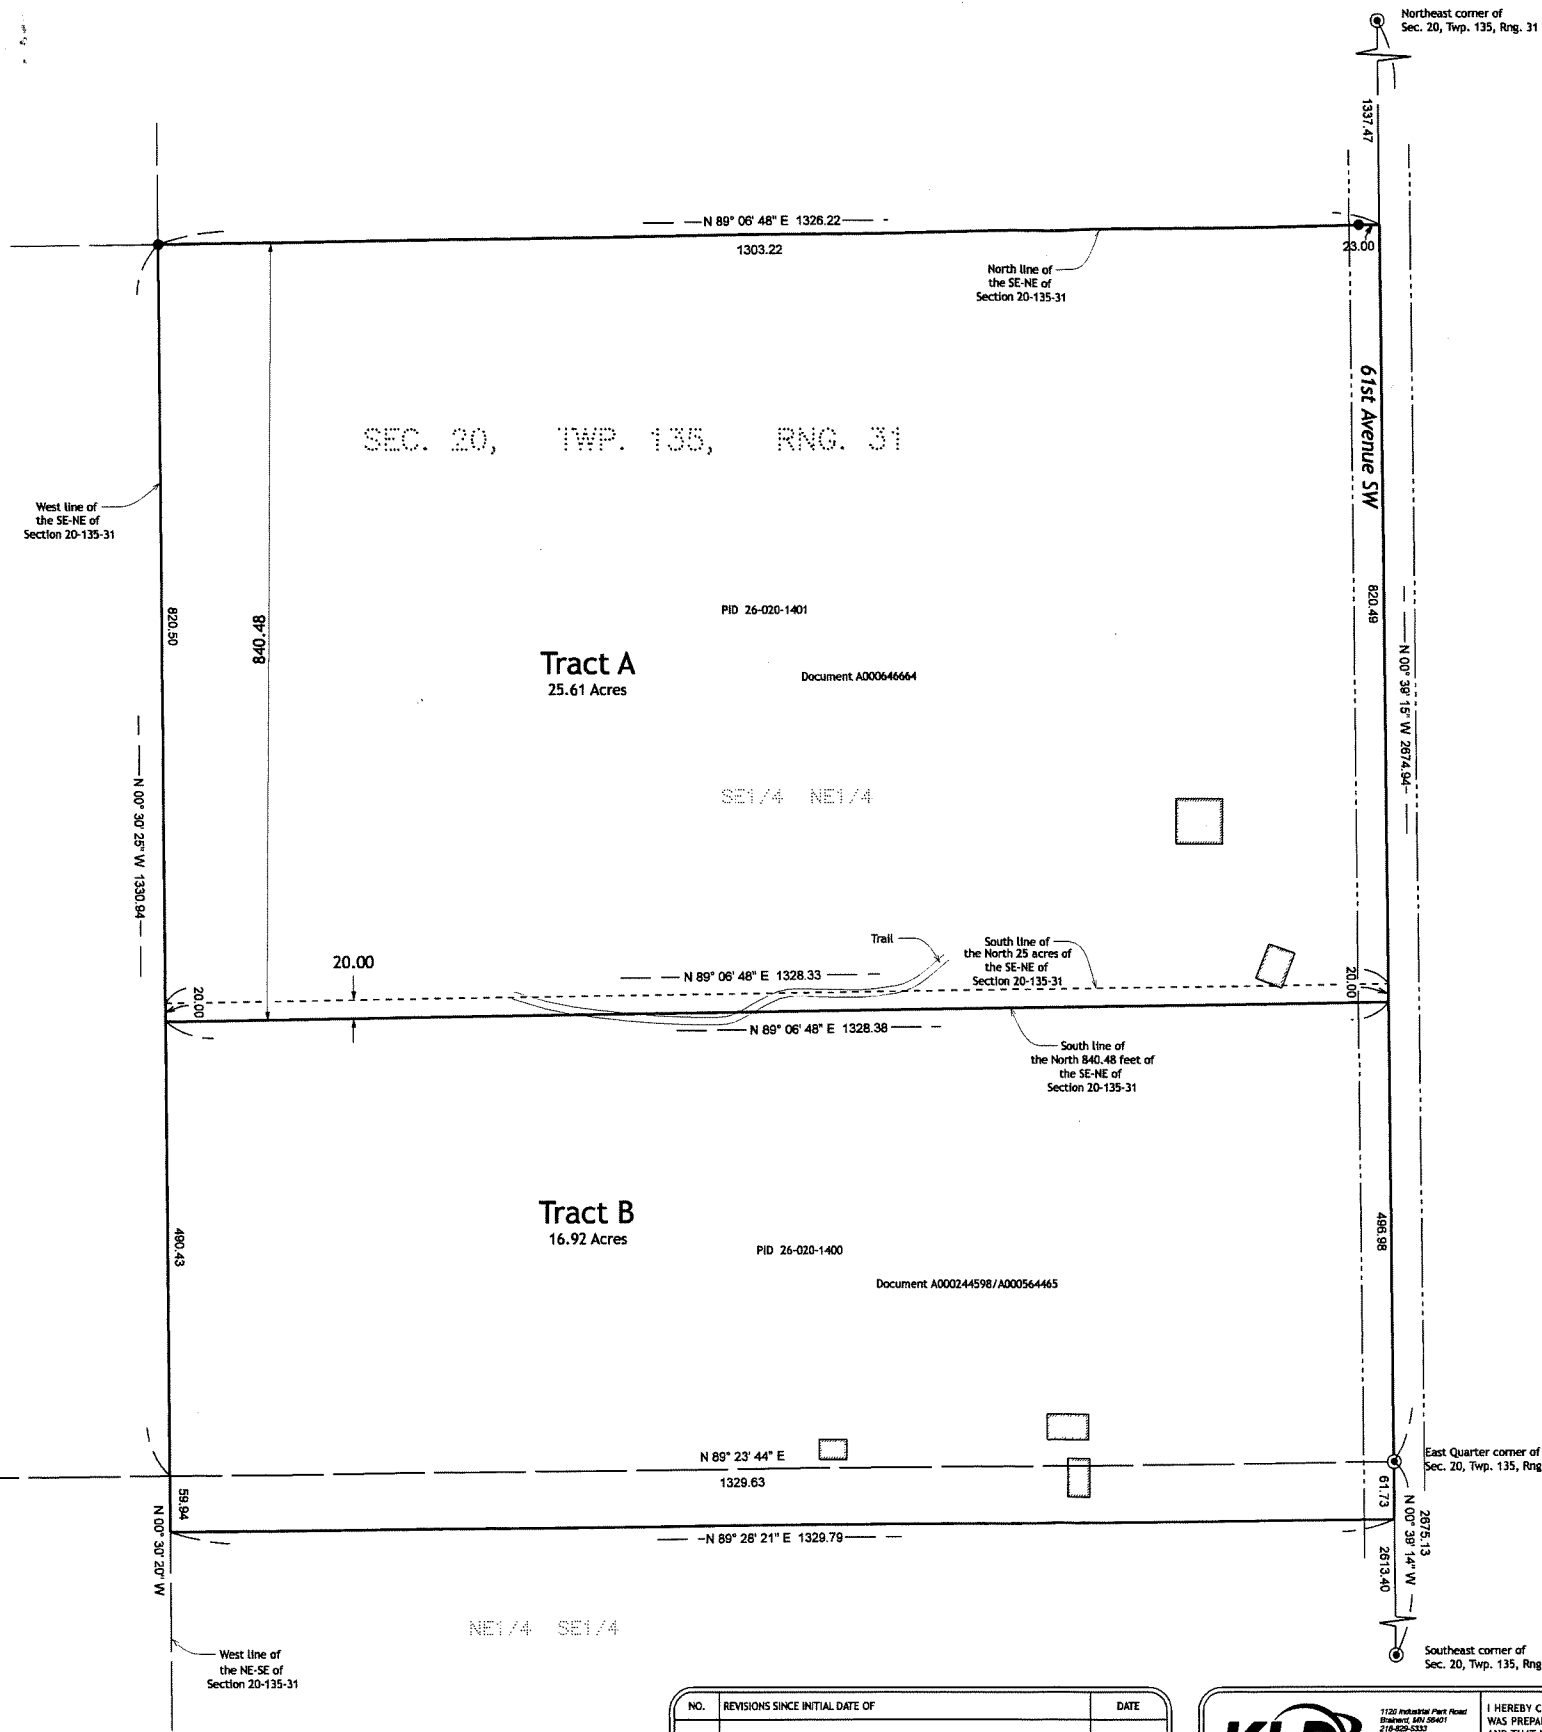 Northeast corner of
Sec. 20, Twp. 135, Rng. 31
1337.47
N 89° 06' 48" E 1326.22
1303.22
23.00
North line of
the SE-NE of
Section 20-135-31
61st Avenue SW
SEC. 20, TWP. 135, RNG. 31
West line of
the SE-NE of
Section 20-135-31
820.50
840.48
820.49
PID 26-020-1401
Tract A
25.61 Acres
Document A000646664
N 00° 39' 15" W 2674.94
N 00° 30' 25" W 1330.94
SE1/4 NE1/4
Trail
South line of
the North 25 acres of
the SE-NE of
Section 20-135-31
20.00
N 89° 06' 48" E 1328.33
20.00
20.00
N 89° 06' 48" E 1328.38
South line of
the North 840.48 feet of
the SE-NE of
Section 20-135-31
Tract B
16.92 Acres
490.43
496.98
PID 26-020-1400
Document A000244598/A000564465
N 89° 23' 44" E
1329.63
East Quarter corner of
Sec. 20, Twp. 135, Rng
59.94
61.73
N 00° 30' 20" W
N 89° 26' 21" E 1329.79
N 00° 39' 14" W
2675.13
2613.40
NE1/4 SE1/4
West line of
the NE-SE of
Section 20-135-31
Southeast corner of
Sec. 20, Twp. 135, Rng
NO. REVISIONS SINCE INITIAL DATE OF DATE
1120 Industrial Park Road
Brainerd, MN 56401
218-829-5333
I HEREBY C
WAS PREPA